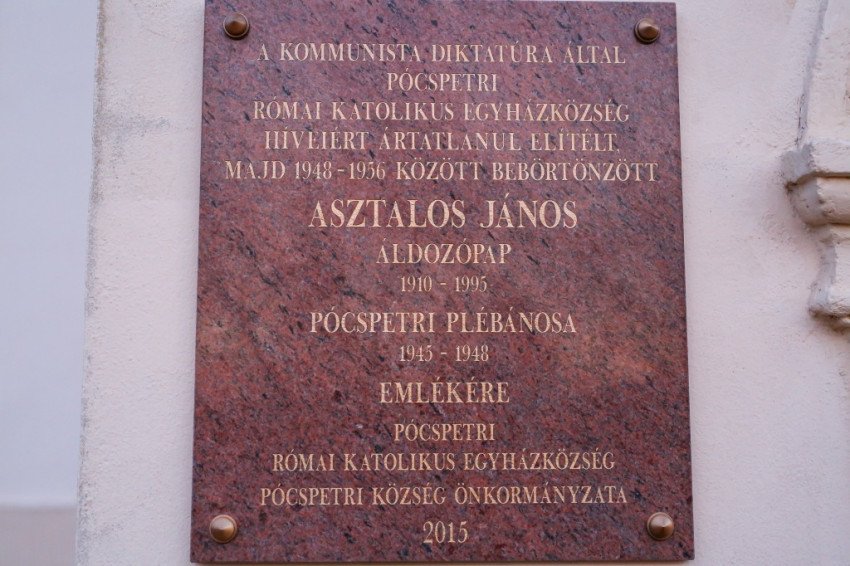 A KOMMUNISTA DIKTATÚRA ÁLTAL
PÓCSPETRI
RÓMAI KATOLIKUS EGYHÁZKÖZSÉG
HÍVEIÉRT ÁRTATLANUL ELÍTÉLT,
MAJD 1948-1956 KÖZÖTT BEBÖRTÖNZÖTT
ASZTALOS JÁNOS
ÁLDOZÓPAP
1910 - 1995
PÓCSPETRI PLÉBÁNOSA
1945 - 1948
EMLÉKÉRE
PÓCSPETRI
RÓMAI KATOLIKUS EGYHÁZKÖZSÉG
PÓCSPETRI KÖZSÉG ÖNKORMÁNYZATA
2015